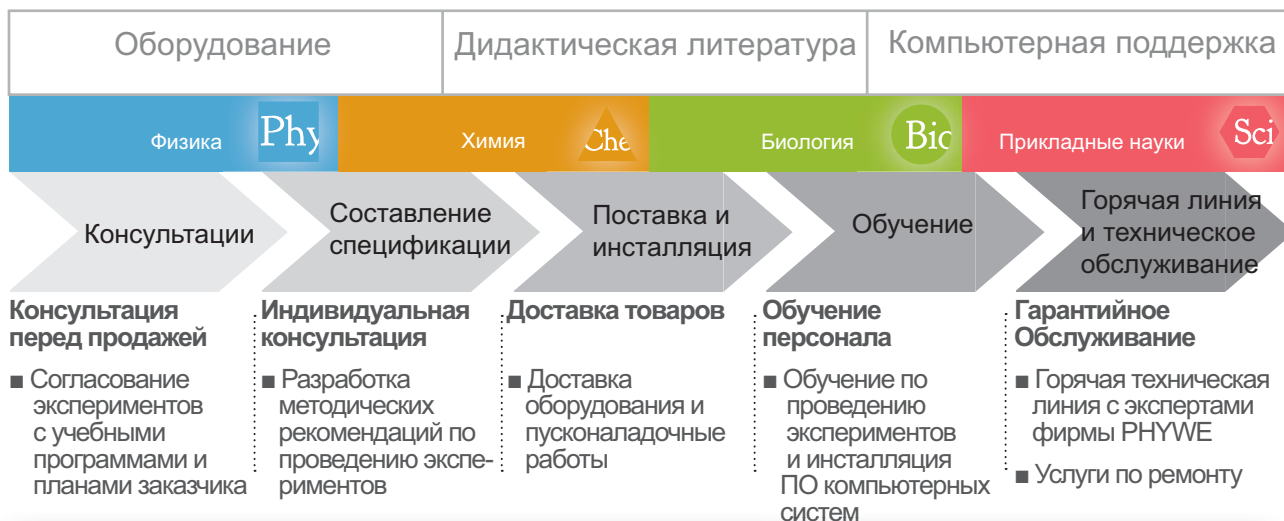 Оборудование
Дидактическая литература
Компьютерная поддержка
Физика
Phy
Химия
Che
Биология
Bio
Прикладные науки
Sci
Консультации
Составление
спецификации
Поставка и
инсталляция
Обучение
Горячая линия
и техническое
обслуживание
Консультация
перед продажей
■ Согласование
экспериментов
с учебными
программами и
планами заказчика
Индивидуальная
консультация
■ Разработка
методических
рекомендаций по
проведению экспе-
риментов
Доставка товаров
■ Доставка
оборудования и
пусконаладочные
работы
Обучение
персонала
■ Обучение по
проведению
экспериментов
и инсталляция
ПО компьютерных
систем
Гарантийное
Обслуживание
■ Горячая техническая
линия с экспертами
фирмы PHYWE
■ Услуги по ремонту